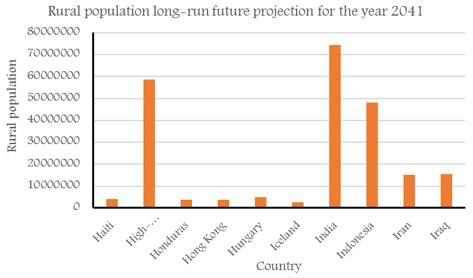 Rural population long-run future projection for the year 2041
Rural population
80000000
70000000
60000000
50000000
40000000
30000000
20000000
10000000
0
Haiti
High-...
Honduras
Hong Kong
Hungary
Iceland
India
Indonesia
Iran
Iraq
Country